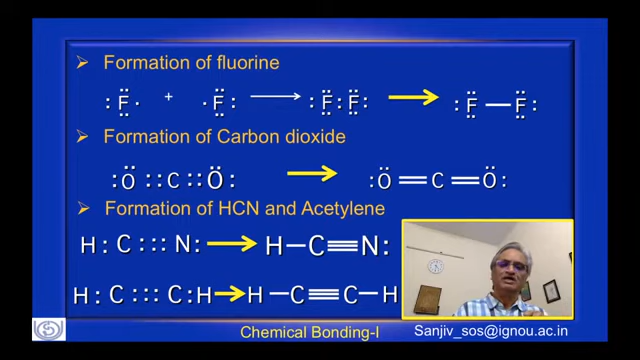 Formation of fluorine
:F̤̈· + ·F̤̈: ⟶ :F̤̈:F̤̈: ➔ :F̤̈—F̤̈:
Formation of Carbon dioxide
:Ö::C::Ö: ➔ :Ö=C=Ö:
Formation of HCN and Acetylene
H:C:::N: ➔ H—C≡N:
H:C:::C:H ➔ H—C≡C—H
Chemical Bonding-I
Sanjiv_sos@ignou.ac.in